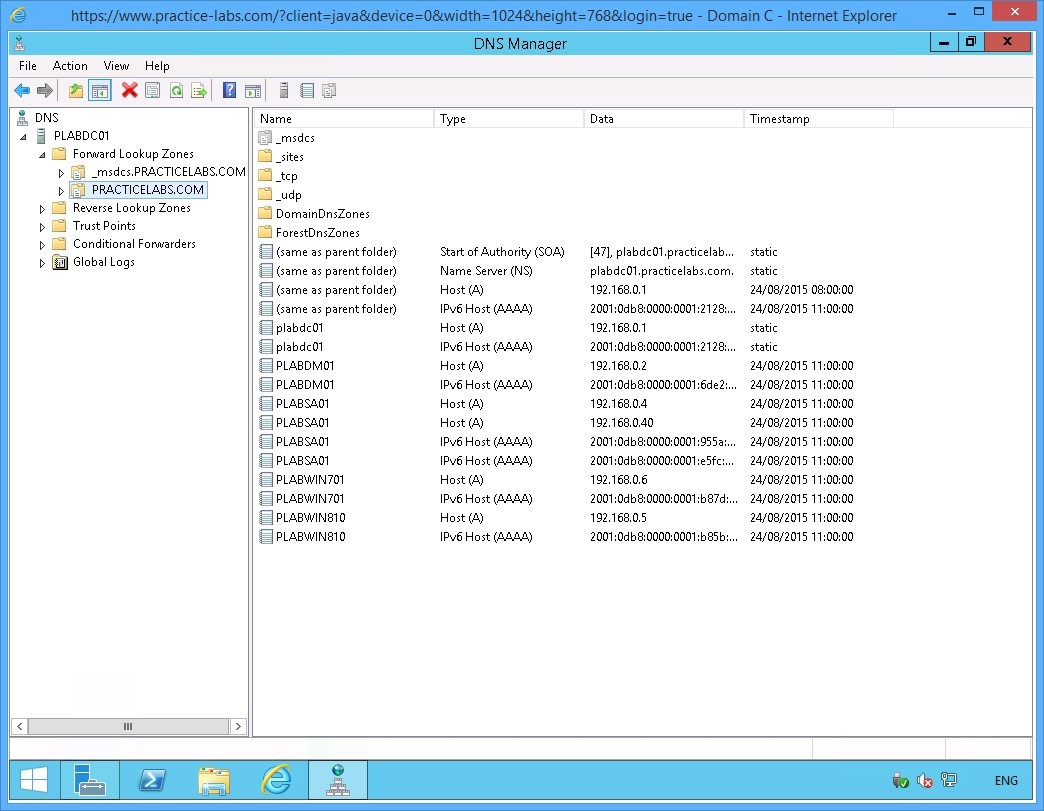 https://www.practice-labs.com/?client=java&device=0&width=1024&height=768&login=true - Domain C - Internet Explorer
DNS Manager
File Action View Help
DNS
PLABDC01
Forward Lookup Zones
_msdcs.PRACTICELABS.COM
PRACTICELABS.COM
Reverse Lookup Zones
Trust Points
Conditional Forwarders
Global Logs
Name Type Data Timestamp
_msdcs
_sites
_tcp
_udp
DomainDnsZones
ForestDnsZones
(same as parent folder) Start of Authority (SOA) [47], plabdc01.practicelab... static
(same as parent folder) Name Server (NS) plabdc01.practicelabs.com. static
(same as parent folder) Host (A) 192.168.0.1 24/08/2015 08:00:00
(same as parent folder) IPv6 Host (AAAA) 2001:0db8:0000:0001:2128:... 24/08/2015 11:00:00
plabdc01 Host (A) 192.168.0.1 static
plabdc01 IPv6 Host (AAAA) 2001:0db8:0000:0001:2128:... static
PLABDM01 Host (A) 192.168.0.2 24/08/2015 11:00:00
PLABDM01 IPv6 Host (AAAA) 2001:0db8:0000:0001:6de2:... 24/08/2015 11:00:00
PLABSA01 Host (A) 192.168.0.4 24/08/2015 11:00:00
PLABSA01 Host (A) 192.168.0.40 24/08/2015 11:00:00
PLABSA01 IPv6 Host (AAAA) 2001:0db8:0000:0001:955a:... 24/08/2015 11:00:00
PLABSA01 IPv6 Host (AAAA) 2001:0db8:0000:0001:e5fc:... 24/08/2015 11:00:00
PLABWIN701 Host (A) 192.168.0.6 24/08/2015 11:00:00
PLABWIN701 IPv6 Host (AAAA) 2001:0db8:0000:0001:b87d:... 24/08/2015 11:00:00
PLABWIN810 Host (A) 192.168.0.5 24/08/2015 11:00:00
PLABWIN810 IPv6 Host (AAAA) 2001:0db8:0000:0001:b85b:... 24/08/2015 11:00:00
ENG